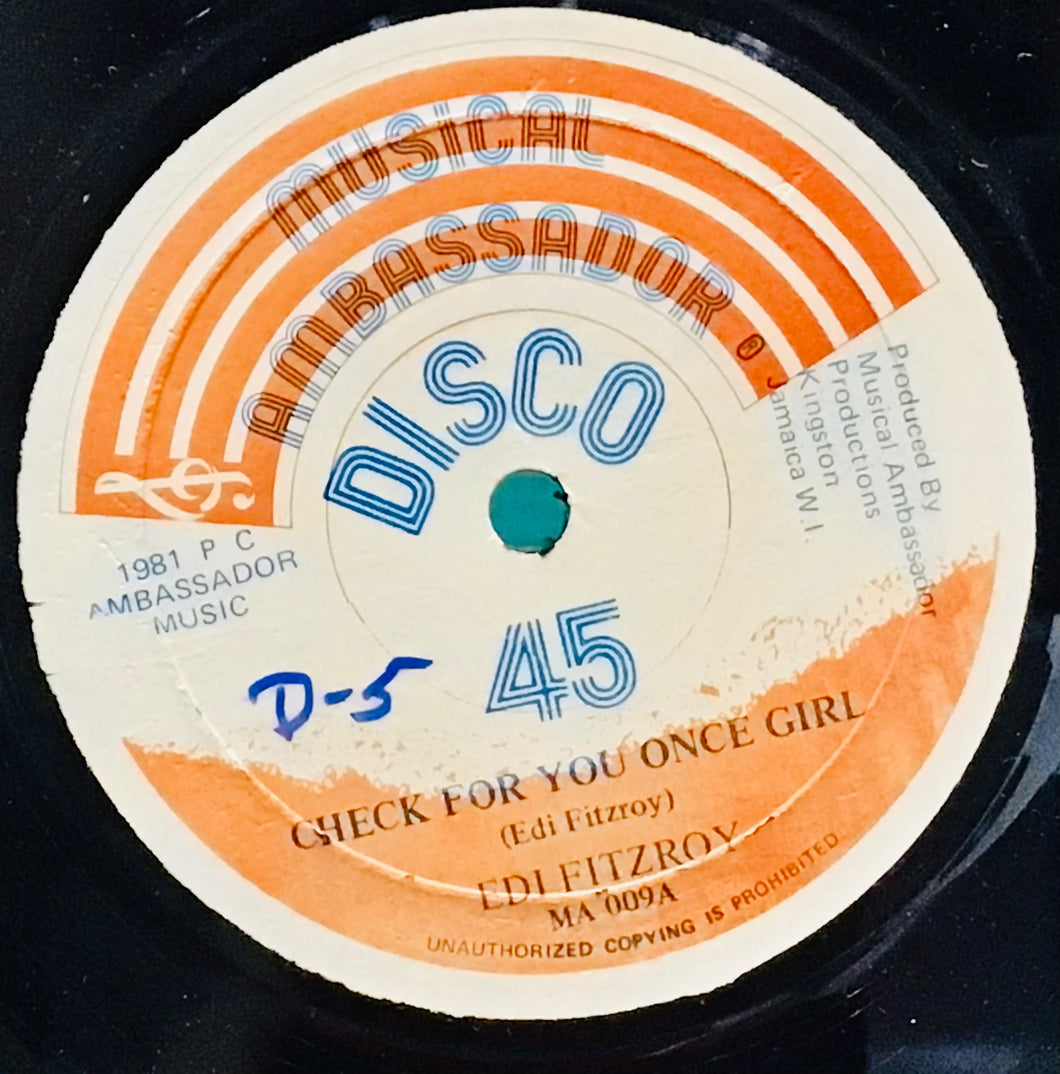 MUSICAL
AMBASSADOR ®
DISCO
45
Produced By
Musical Ambassador
Productions
Kingston
Jamaica W.I.
1981 P C
AMBASSADOR
MUSIC
D-5
CHECK FOR YOU ONCE GIRL
(Edi Fitzroy)
EDI FITZROY
MA 009A
UNAUTHORIZED COPYING IS PROHIBITED